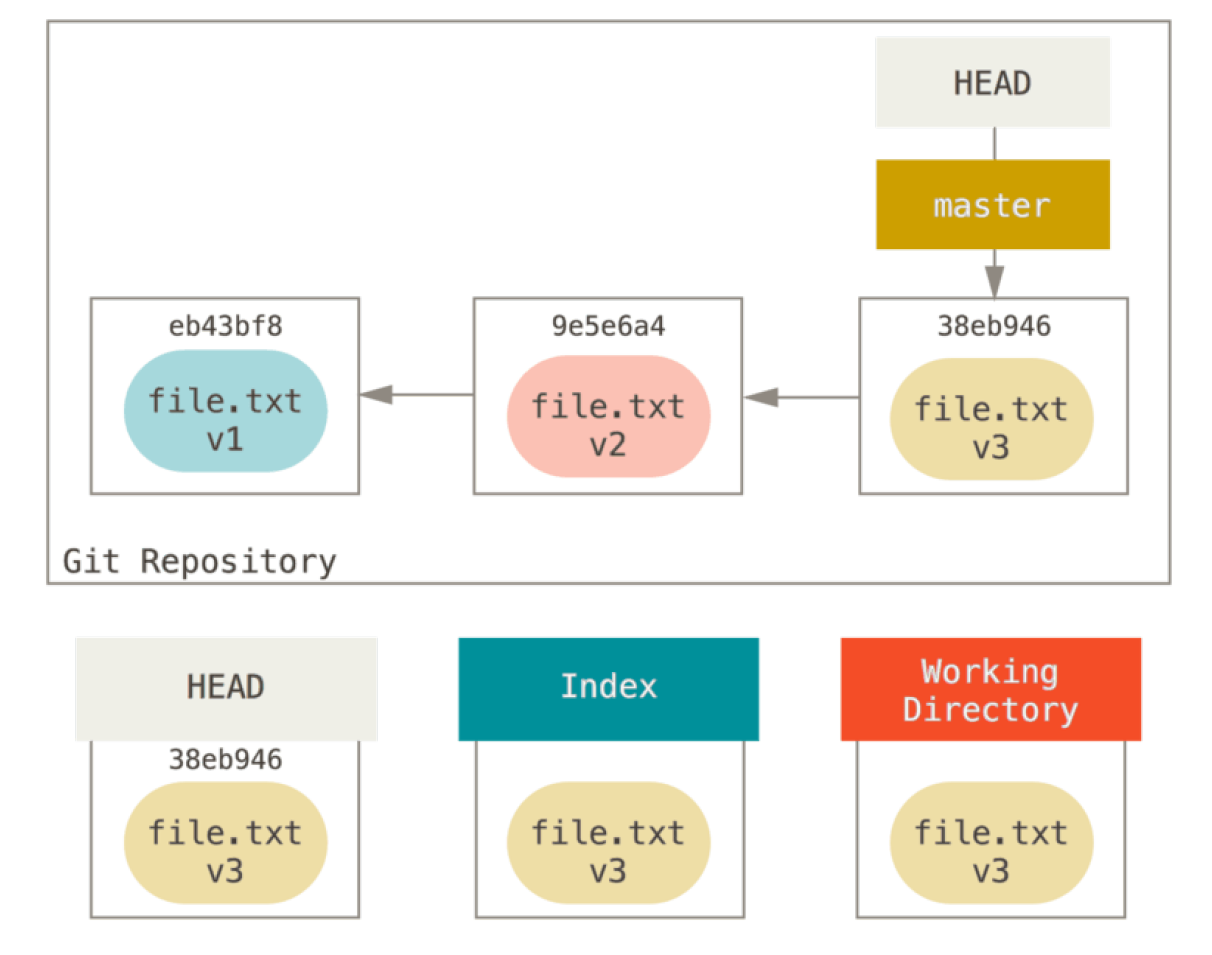 HEAD
master
eb43bf8
9e5e6a4
38eb946
file.txt
v1
file.txt
v2
file.txt
v3
Git Repository
HEAD
Index
Working
Directory
38eb946
file.txt
v3
file.txt
v3
file.txt
v3